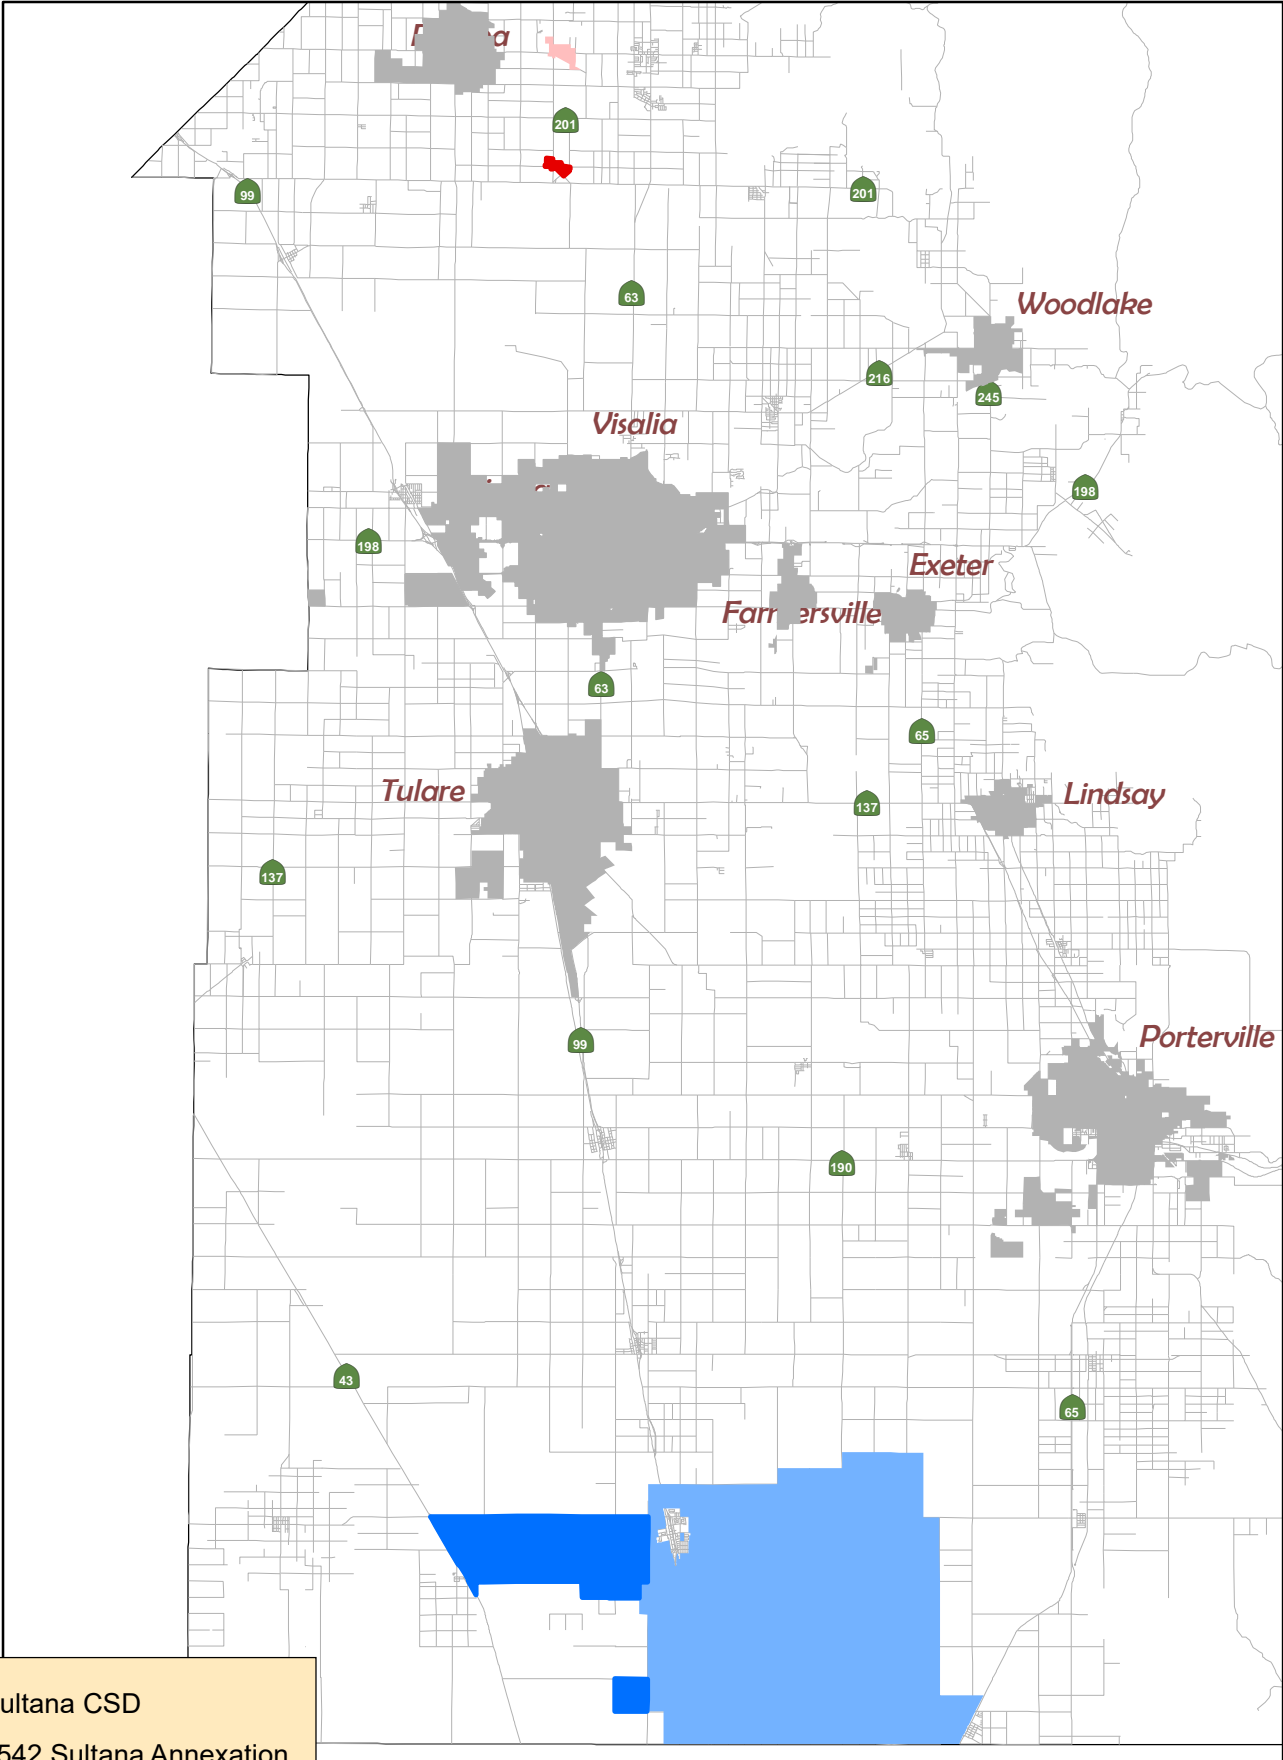 201
99
201
63
Woodlake
216
245
Visalia
198
198
Exeter
63
65
Tulare
137
Lindsay
137
99
Porterville
190
43
65
ultana CSD
542 Sultana Annexation